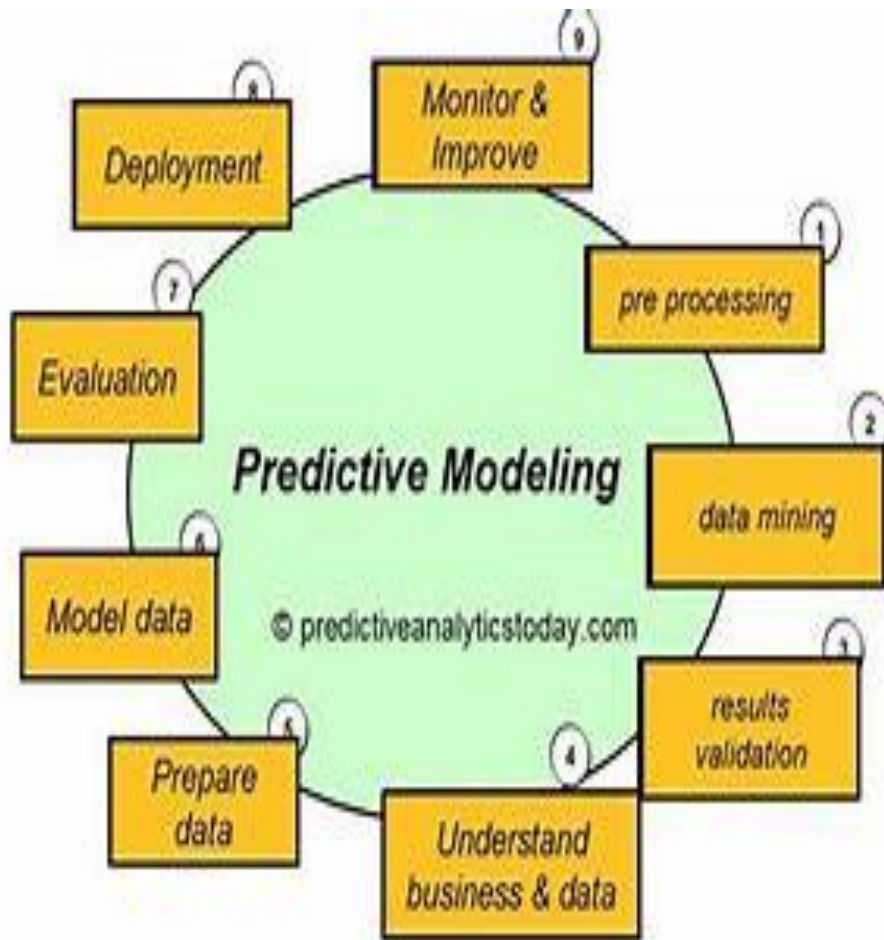 9
Monitor &
Improve
8
Deployment
1
pre processing
7
Evaluation
2
data mining
Predictive Modeling
6
Model data
© predictiveanalyticstoday.com
3
results
validation
5
Prepare
data
4
Understand
business & data